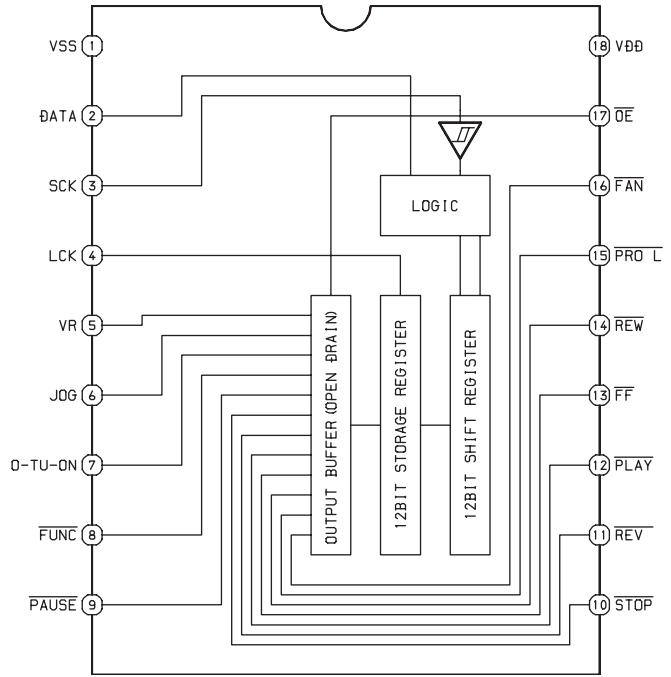 VSS 1
DATA 2
SCK 3
LCK 4
VR 5
JOG 6
O-TU-ON 7
FUNC 8
PAUSE 9
18 VDD
17 OE
16 FAN
15 PRO L
14 REW
13 FF
12 PLAY
11 REV
10 STOP
LOGIC
OUTPUT BUFFER (OPEN DRAIN)
12BIT STORAGE REGISTER
12BIT SHIFT REGISTER